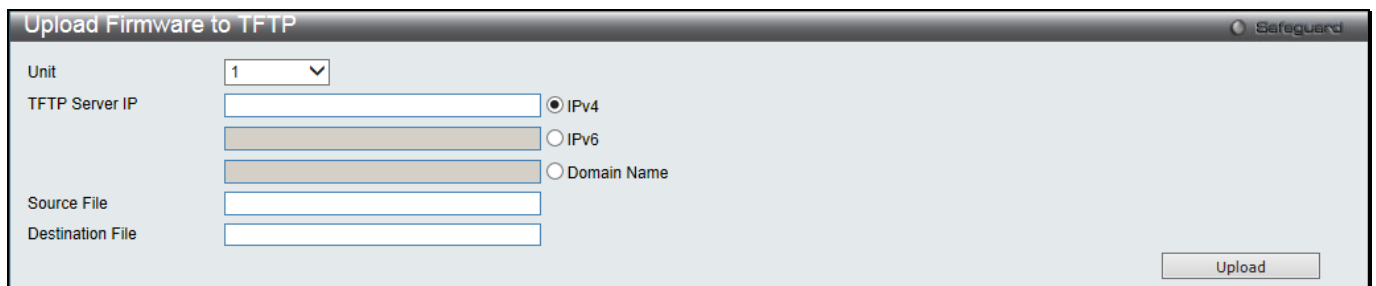 Upload Firmware to TFTP
Safeguard
Unit 1
TFTP Server IP IPv4
IPv6
Domain Name
Source File
Destination File
Upload